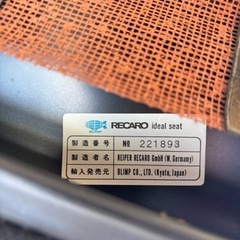 RECARO ideal seat
製造番号 № 221893
製造者名 KEIPER RECARO GmbH (W. Germany)
輸入発売元 BLIMP CO., LTD. (Kyoto, Japan)